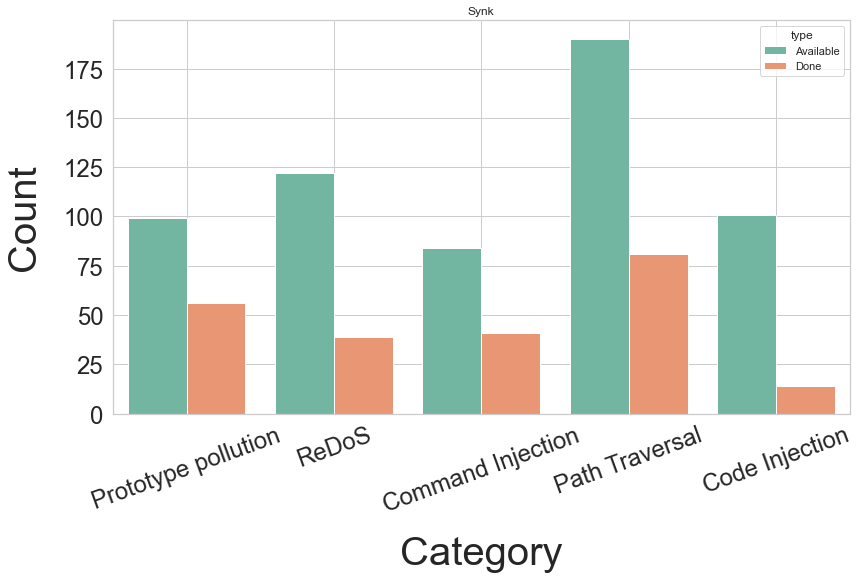 Synk
type
Available
Done
Count
175
150
125
100
75
50
25
0
Prototype pollution
ReDoS
Command Injection
Path Traversal
Code Injection
Category